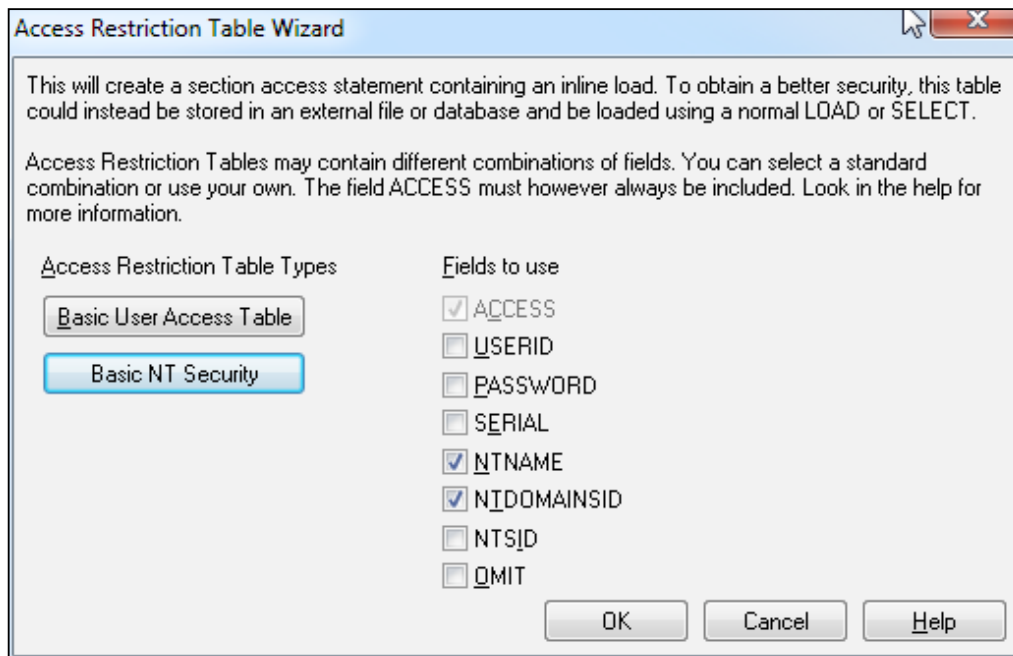 Access Restriction Table Wizard
This will create a section access statement containing an inline load. To obtain a better security, this table
could instead be stored in an external file or database and be loaded using a normal LOAD or SELECT.
Access Restriction Tables may contain different combinations of fields. You can select a standard
combination or use your own. The field ACCESS must however always be included. Look in the help for
more information.
Access Restriction Table Types
Fields to use
Basic User Access Table
Basic NT Security
ACCESS
USERID
PASSWORD
SERIAL
NTNAME
NTDOMAINSID
NTSID
OMIT
OK
Cancel
Help